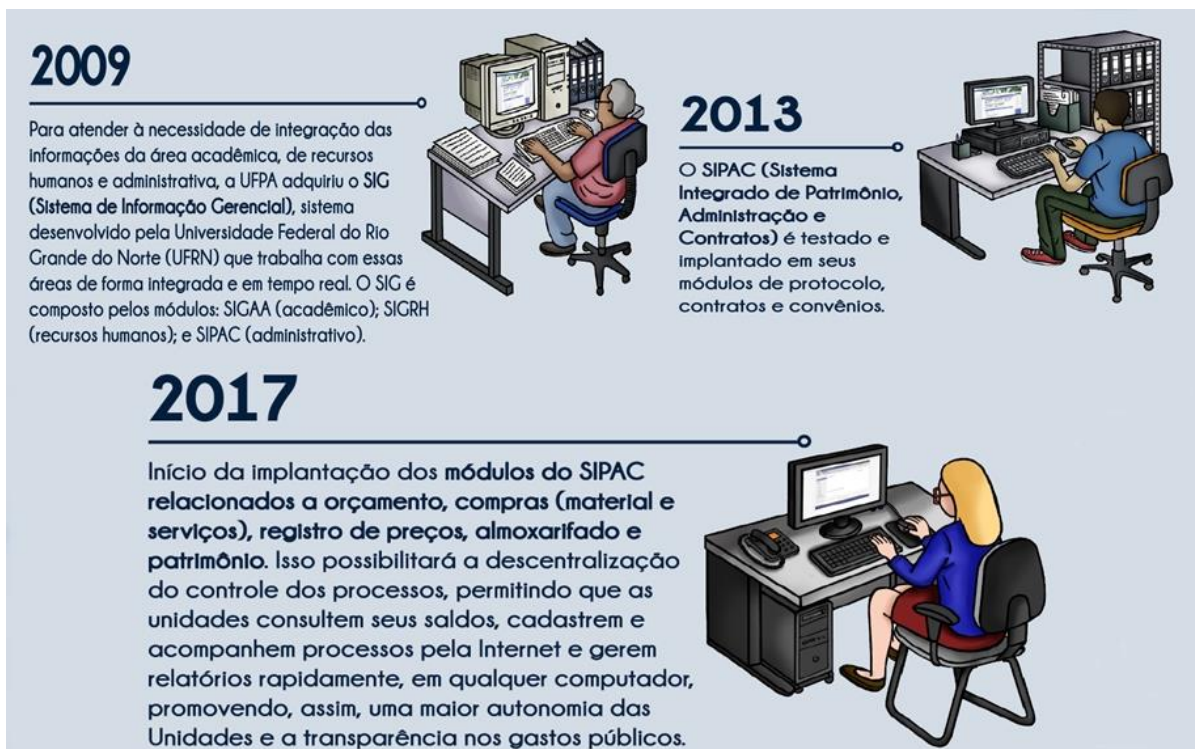 2009
Para atender à necessidade de integração das
informações da área acadêmica, de recursos
humanos e administrativa, a UFPA adquiriu o SIG
(Sistema de Informação Gerencial), sistema
desenvolvido pela Universidade Federal do Rio
Grande do Norte (UFRN) que trabalha com essas
áreas de forma integrada e em tempo real. O SIG é
composto pelos módulos: SIGAA (acadêmico); SIGRH
(recursos humanos); e SIPAC (administrativo).
2013
O SIPAC (Sistema
Integrado de Patrimônio,
Administração e
Contratos) é testado e
implantado em seus
módulos de protocolo,
contratos e convênios.
2017
Início da implantação dos módulos do SIPAC
relacionados a orçamento, compras (material e
serviços), registro de preços, almoxarifado e
patrimônio. Isso possibilitará a descentralização
do controle dos processos, permitindo que as
unidades consultem seus saldos, cadastrem e
acompanhem processos pela Internet e gerem
relatórios rapidamente, em qualquer computador,
promovendo, assim, uma maior autonomia das
Unidades e a transparência nos gastos públicos.